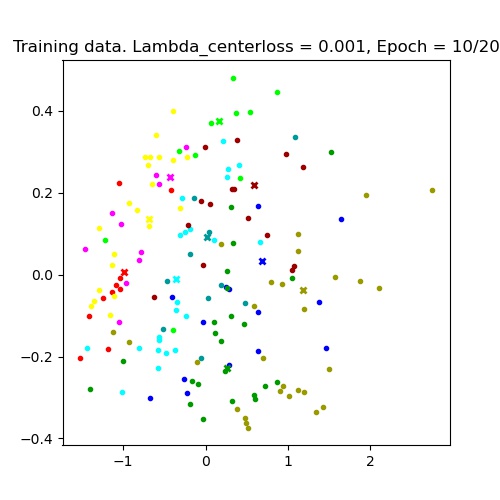 Training data. Lambda_centerloss = 0.001, Epoch = 10/20
0.4
0.2
0.0
−0.2
−0.4
−1 0 1 2